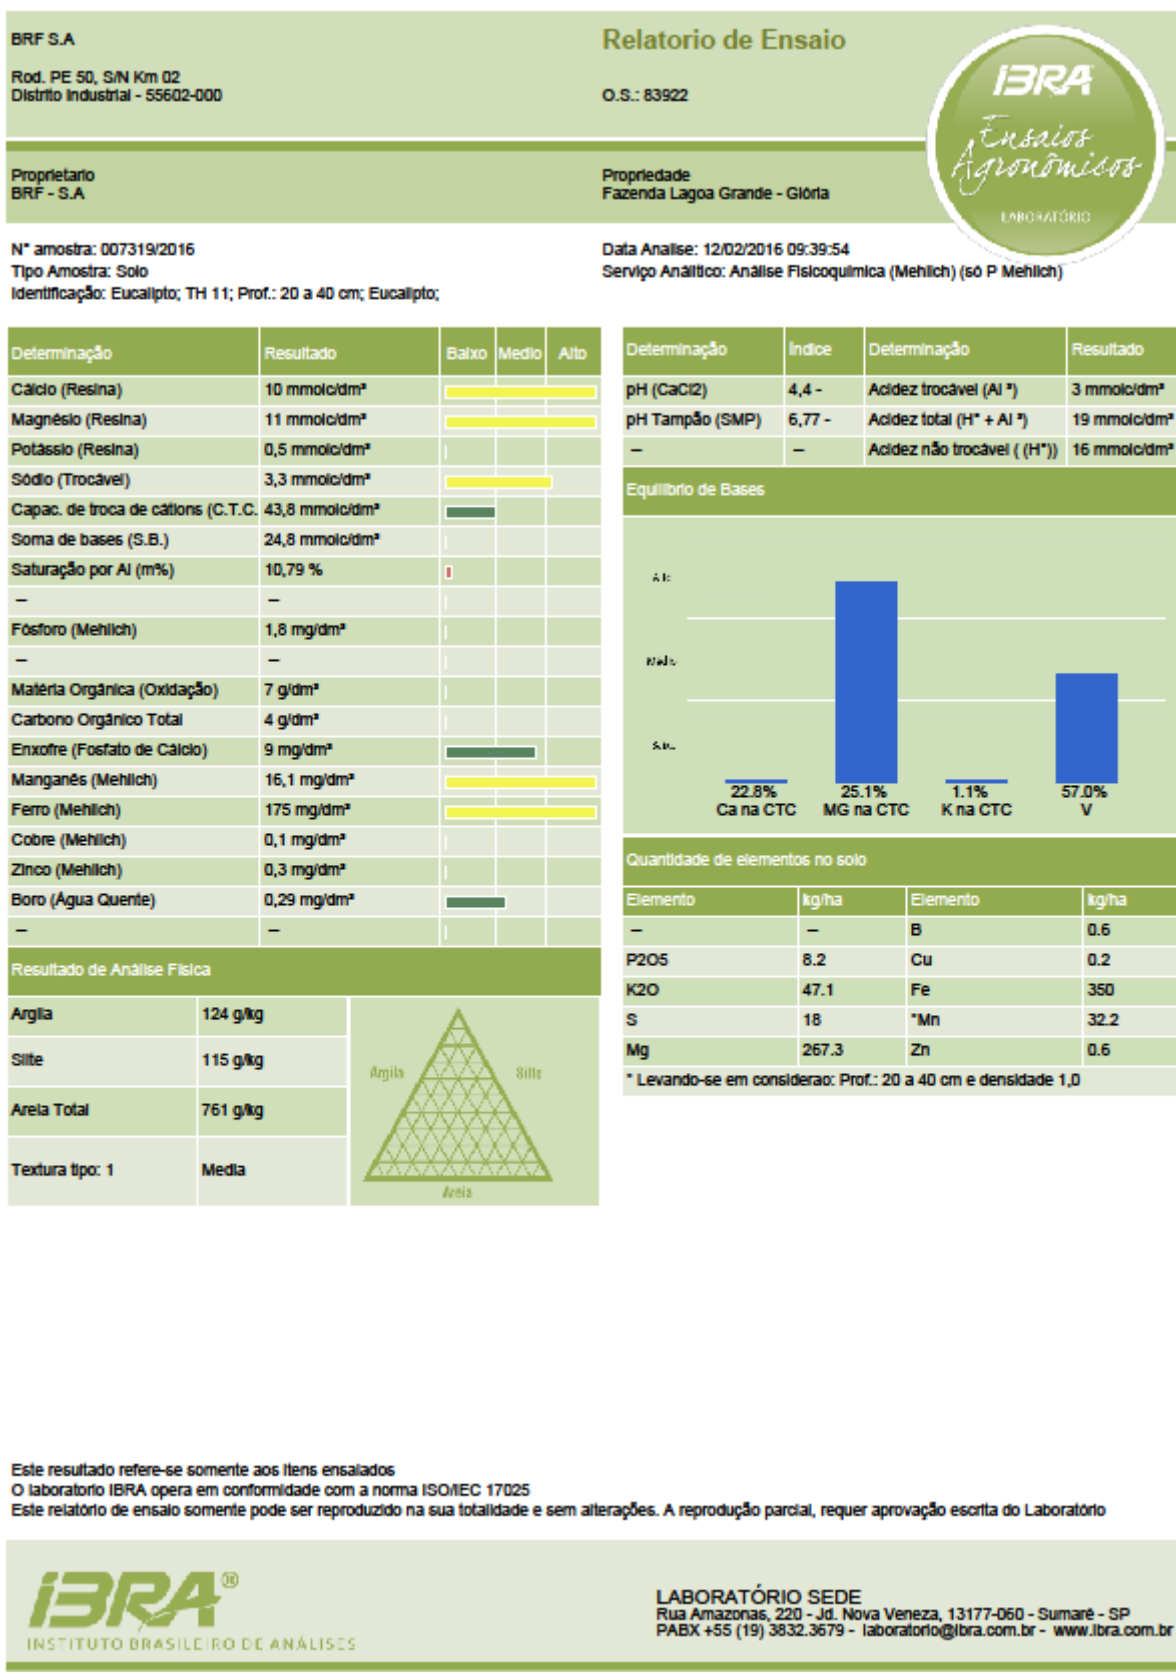 BRF S.A
Rod. PE 50, S/N Km 02
Distrito Industrial - 55602-000
Relatorio de Ensaio
O.S.: 83922
IBRA
Ensaios
Agronômicos
LABORATÓRIO
Proprietario
BRF - S.A
Propriedade
Fazenda Lagoa Grande - Glória
N° amostra: 007319/2016
Tipo Amostra: Solo
Identificação: Eucalipto; TH 11; Prof.: 20 a 40 cm; Eucalipto;
Data Analise: 12/02/2016 09:39:54
Serviço Análitico: Análise Fisicoquimica (Mehlich) (só P Mehlich)
Determinação Resultado Baixo Medio Alto
Cálcio (Resina) 10 mmolc/dm³
Magnésio (Resina) 11 mmolc/dm³
Potássio (Resina) 0,5 mmolc/dm³
Sódio (Trocável) 3,3 mmolc/dm³
Capac. de troca de cátions (C.T.C. 43,8 mmolc/dm³
Soma de bases (S.B.) 24,8 mmolc/dm³
Saturação por Al (m%) 10,79 %
– –
Fósforo (Mehlich) 1,8 mg/dm³
– –
Matéria Orgânica (Oxidação) 7 g/dm³
Carbono Orgânico Total 4 g/dm³
Enxofre (Fosfato de Cálcio) 9 mg/dm³
Manganês (Mehlich) 16,1 mg/dm³
Ferro (Mehlich) 175 mg/dm³
Cobre (Mehlich) 0,1 mg/dm³
Zinco (Mehlich) 0,3 mg/dm³
Boro (Água Quente) 0,29 mg/dm³
– –
Resultado de Análise Fisica
Argila 124 g/kg
Silte 115 g/kg
Areia Total 761 g/kg
Textura tipo: 1 Media
Argila
Silte
Areia
Determinação Índice Determinação Resultado
pH (CaCl2) 4,4 - Acidez trocável (Al ³) 3 mmolc/dm³
pH Tampão (SMP) 6,77 - Acidez total (H⁺ + Al ³) 19 mmolc/dm³
– – Acidez não trocável ( (H⁺)) 16 mmolc/dm³
Equilíbrio de Bases
Médio
22.8% 25.1% 1.1% 57.0%
Ca na CTC MG na CTC K na CTC V
Quantidade de elementos no solo
Elemento kg/ha Elemento kg/ha
– – B 0.6
P2O5 8.2 Cu 0.2
K2O 47.1 Fe 350
S 18 *Mn 32.2
Mg 267.3 Zn 0.6
* Levando-se em considerao: Prof.: 20 a 40 cm e densidade 1,0
Este resultado refere-se somente aos itens ensaiados
O laboratorio IBRA opera em conformidade com a norma ISO/IEC 17025
Este relatório de ensaio somente pode ser reproduzido na sua totalidade e sem alterações. A reprodução parcial, requer aprovação escrita do Laboratório
iBRA®
INSTITUTO BRASILEIRO DE ANÁLISES
LABORATÓRIO SEDE
Rua Amazonas, 220 - Jd. Nova Veneza, 13177-060 - Sumaré - SP
PABX +55 (19) 3832.3679 - laboratorio@ibra.com.br - www.ibra.com.br